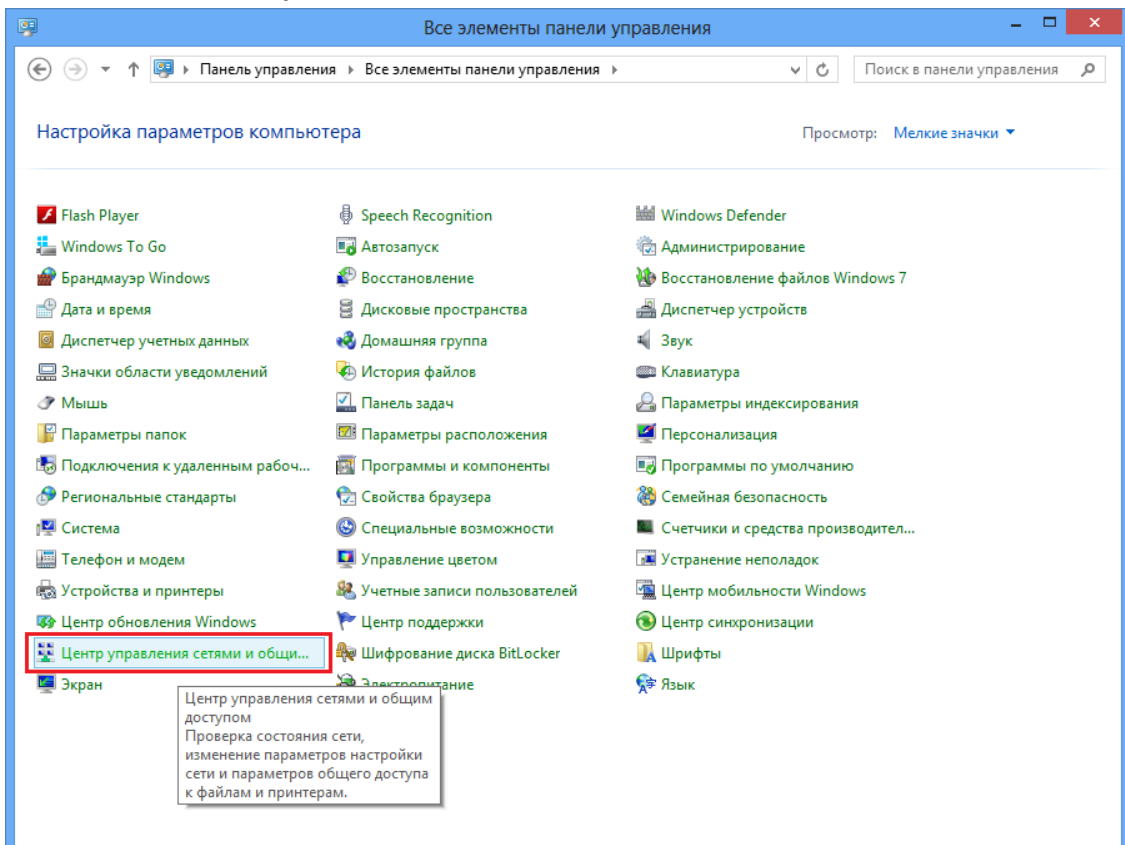 Все элементы панели управления
Панель управления Все элементы панели управления
Поиск в панели управления
Настройка параметров компьютера
Просмотр: Мелкие значки
Flash Player
Speech Recognition
Windows Defender
Windows To Go
Автозапуск
Администрирование
Брандмауэр Windows
Восстановление
Восстановление файлов Windows 7
Дата и время
Дисковые пространства
Диспетчер устройств
Диспетчер учетных данных
Домашняя группа
Звук
Значки области уведомлений
История файлов
Клавиатура
Мышь
Панель задач
Параметры индексирования
Параметры папок
Параметры расположения
Персонализация
Подключения к удаленным рабоч...
Программы и компоненты
Программы по умолчанию
Региональные стандарты
Свойства браузера
Семейная безопасность
Система
Специальные возможности
Счетчики и средства производител...
Телефон и модем
Управление цветом
Устранение неполадок
Устройства и принтеры
Учетные записи пользователей
Центр мобильности Windows
Центр обновления Windows
Центр поддержки
Центр синхронизации
Центр управления сетями и общи...
Шифрование диска BitLocker
Шрифты
Экран
Электропитание
Язык
Центр управления сетями и общим
доступом
Проверка состояния сети,
изменение параметров настройки
сети и параметров общего доступа
к файлам и принтерам.